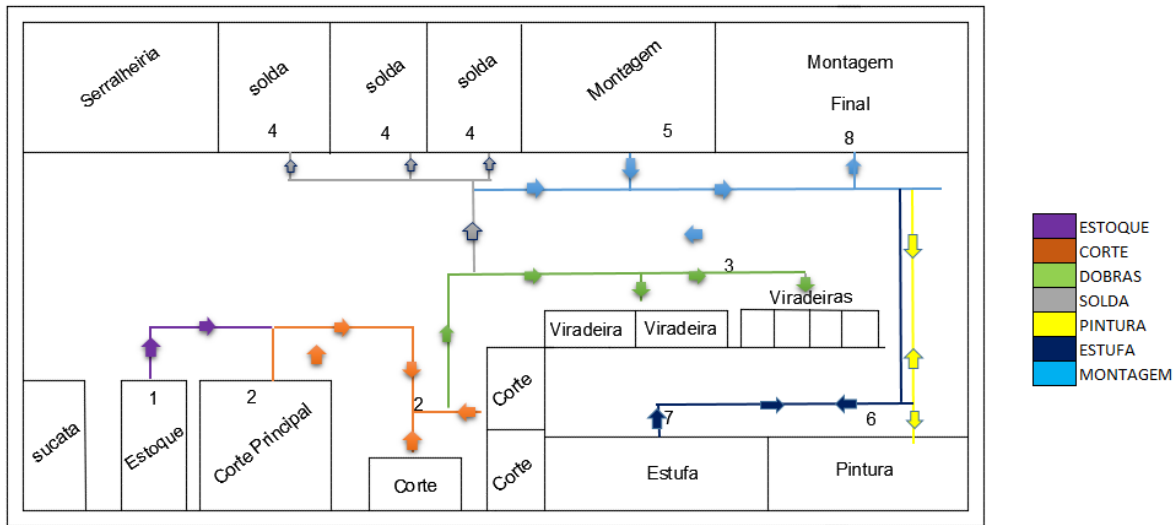 Serralheiria
solda
4
solda
4
solda
4
Montagem
5
Montagem
Final
8
3
Viradeiras
Viradeira
Viradeira
sucata
1
Estoque
2
Corte Principal
2
Corte
Corte
Corte
7
Estufa
6
Pintura
ESTOQUE
CORTE
DOBRAS
SOLDA
PINTURA
ESTUFA
MONTAGEM